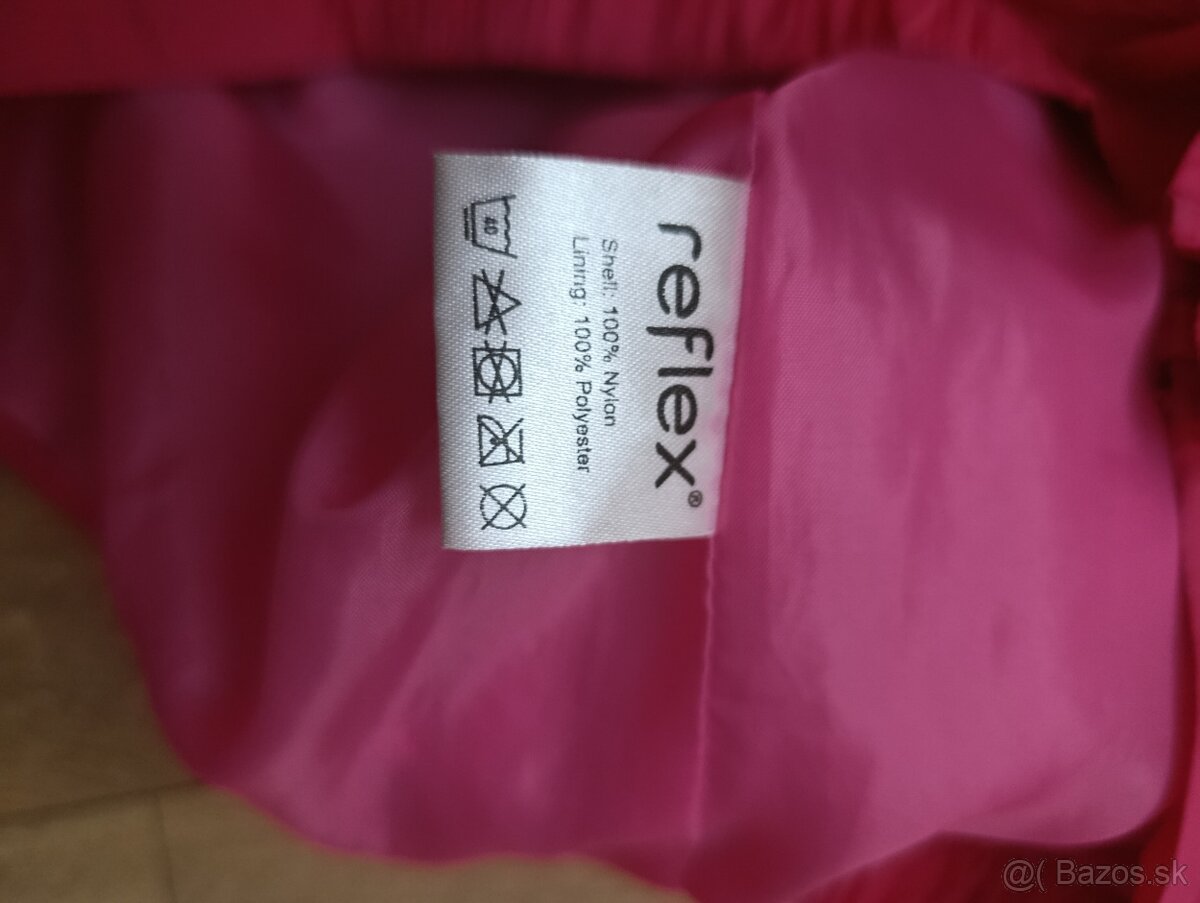 reflex®
Shell: 100% Nylon
Lining: 100% Polyester
40
@( Bazos.sk